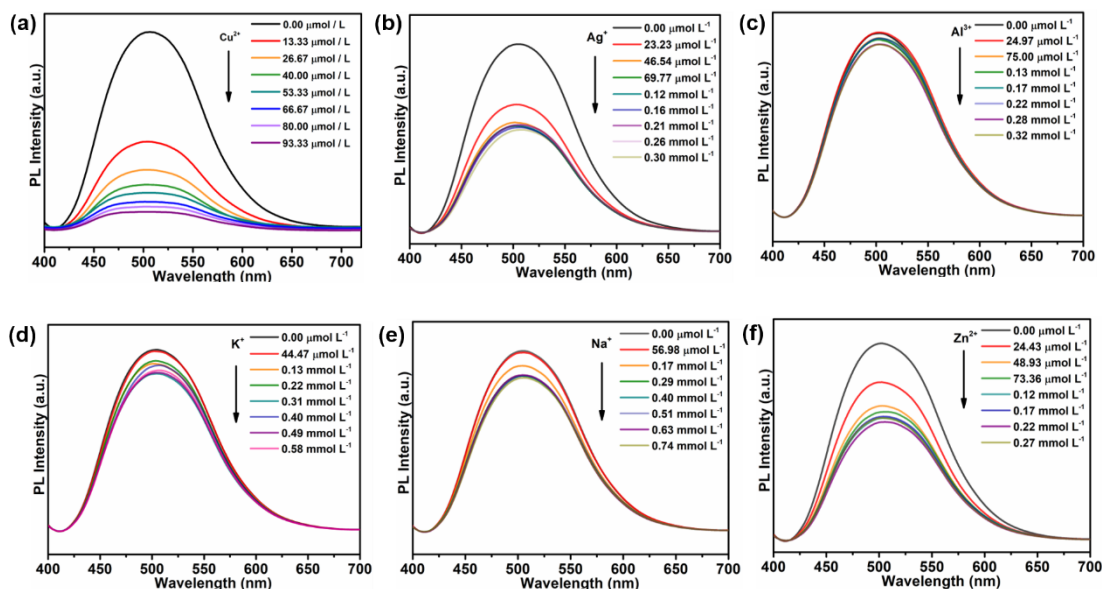 (a)
Cu²⁺
0.00 μmol / L
13.33 μmol / L
26.67 μmol / L
40.00 μmol / L
53.33 μmol / L
66.67 μmol / L
80.00 μmol / L
93.33 μmol / L
PL Intensity (a.u.)
400 450 500 550 600 650 700
Wavelength (nm)
(b)
Ag⁺
0.00 μmol L⁻¹
23.23 μmol L⁻¹
46.54 μmol L⁻¹
69.77 μmol L⁻¹
0.12 mmol L⁻¹
0.16 mmol L⁻¹
0.21 mmol L⁻¹
0.26 mmol L⁻¹
0.30 mmol L⁻¹
PL Intensity (a.u.)
400 450 500 550 600 650 700
Wavelength (nm)
(c)
Al³⁺
0.00 μmol L⁻¹
24.97 μmol L⁻¹
75.00 μmol L⁻¹
0.13 mmol L⁻¹
0.17 mmol L⁻¹
0.22 mmol L⁻¹
0.28 mmol L⁻¹
0.32 mmol L⁻¹
PL Intensity (a.u.)
400 450 500 550 600 650 700
Wavelength (nm)
(d)
K⁺
0.00 μmol L⁻¹
44.47 μmol L⁻¹
0.13 mmol L⁻¹
0.22 mmol L⁻¹
0.31 mmol L⁻¹
0.40 mmol L⁻¹
0.49 mmol L⁻¹
0.58 mmol L⁻¹
PL Intensity (a.u.)
400 450 500 550 600 650 700
Wavelength (nm)
(e)
Na⁺
0.00 μmol L⁻¹
56.98 μmol L⁻¹
0.17 mmol L⁻¹
0.29 mmol L⁻¹
0.40 mmol L⁻¹
0.51 mmol L⁻¹
0.63 mmol L⁻¹
0.74 mmol L⁻¹
PL Intensity (a.u.)
400 450 500 550 600 650 700
Wavelength (nm)
(f)
Zn²⁺
0.00 μmol L⁻¹
24.43 μmol L⁻¹
48.93 μmol L⁻¹
73.36 μmol L⁻¹
0.12 mmol L⁻¹
0.17 mmol L⁻¹
0.22 mmol L⁻¹
0.27 mmol L⁻¹
PL Intensity (a.u.)
400 450 500 550 600 650 700
Wavelength (nm)